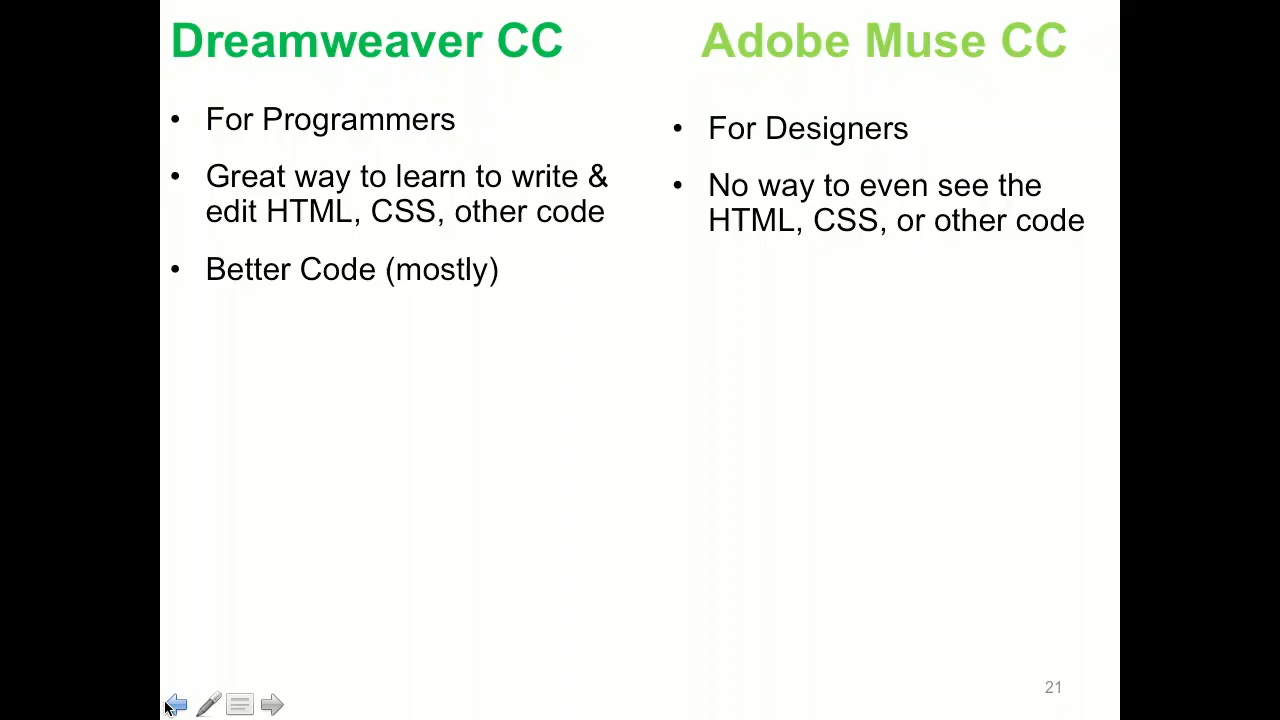 Dreamweaver CC
• For Programmers
• Great way to learn to write &
edit HTML, CSS, other code
• Better Code (mostly)
Adobe Muse CC
• For Designers
• No way to even see the
HTML, CSS, or other code
21